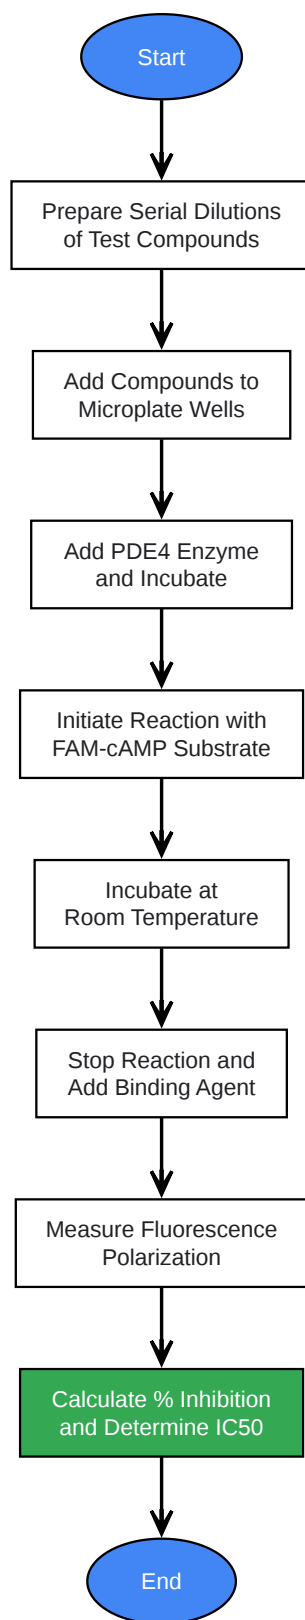 Start
Prepare Serial Dilutions
of Test Compounds
Add Compounds to
Microplate Wells
Add PDE4 Enzyme
and Incubate
Initiate Reaction with
FAM-cAMP Substrate
Incubate at
Room Temperature
Stop Reaction and
Add Binding Agent
Measure Fluorescence
Polarization
Calculate % Inhibition
and Determine IC50
End